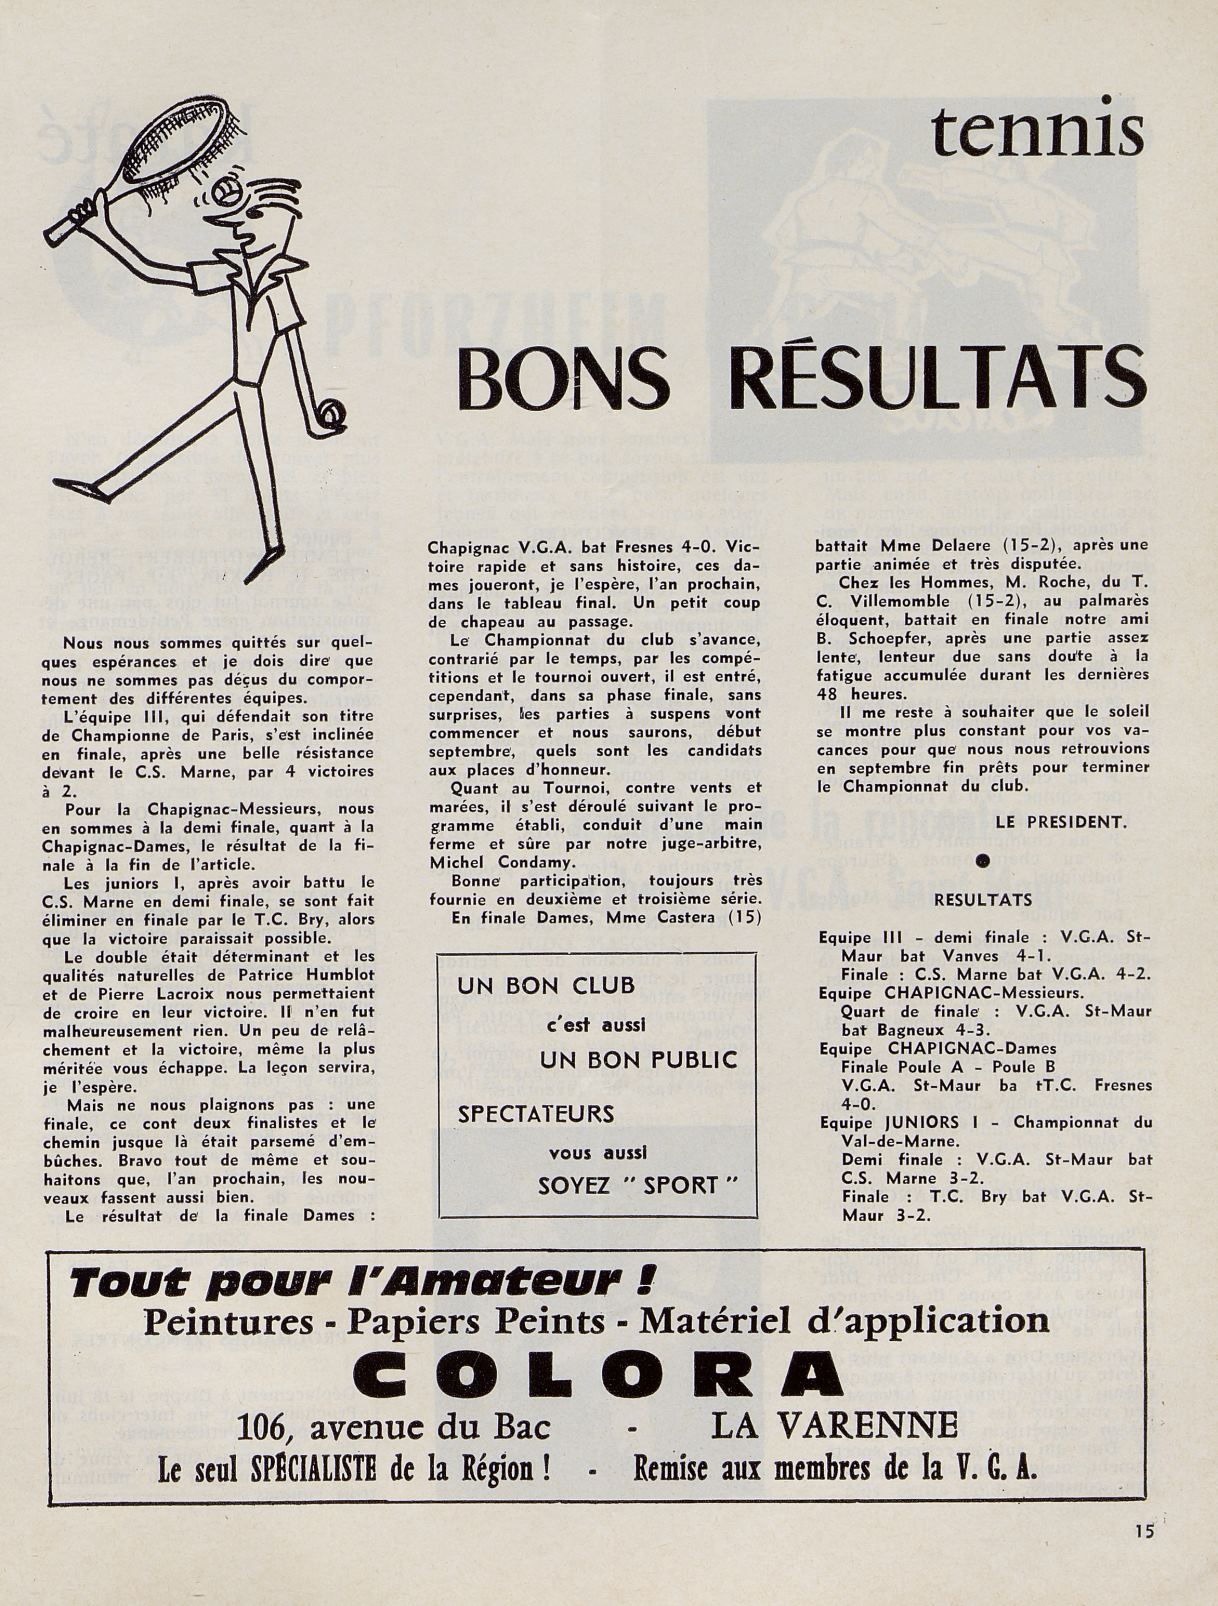 tennis
BONS RÉSULTATS
Nous nous sommes quittés sur quel-
ques espérances et je dois dire que
nous ne sommes pas déçus du compor-
tement des différentes équipes.
L'équipe III, qui défendait son titre
de Championne de Paris, s'est inclinée
en finale, après une belle résistance
devant le C.S. Marne, par 4 victoires
à 2.
Pour la Chapignac-Messieurs, nous
en sommes à la demi finale, quant à la
Chapignac-Dames, le résultat de la fi-
nale à la fin de l'article.
Les juniors I, après avoir battu le
C.S. Marne en demi finale, se sont fait
éliminer en finale par le T.C. Bry, alors
que la victoire paraissait possible.
Le double était déterminant et les
qualités naturelles de Patrice Humblot
et de Pierre Lacroix nous permettaient
de croire en leur victoire. Il n'en fut
malheureusement rien. Un peu de relâ-
chement et la victoire, même la plus
méritée vous échappe. La leçon servira,
je l'espère.
Mais ne nous plaignons pas : une
finale, ce cont deux finalistes et le
chemin jusque là était parsemé d'em-
bûches. Bravo tout de même et sou-
haitons que, l'an prochain, les nou-
veaux fassent aussi bien.
Le résultat de la finale Dames :
Chapignac V.G.A. bat Fresnes 4-0. Vic-
toire rapide et sans histoire, ces da-
mes joueront, je l'espère, l'an prochain,
dans le tableau final. Un petit coup
de chapeau au passage.
Le Championnat du club s'avance,
contrarié par le temps, par les compé-
titions et le tournoi ouvert, il est entré,
cependant, dans sa phase finale, sans
surprises, les parties à suspens vont
commencer et nous saurons, début
septembre, quels sont les candidats
aux places d'honneur.
Quant au Tournoi, contre vents et
marées, il s'est déroulé suivant le pro-
gramme établi, conduit d'une main
ferme et sûre par notre juge-arbitre,
Michel Condamy.
Bonne participation, toujours très
fournie en deuxième et troisième série.
En finale Dames, Mme Castera (15)
battait Mme Delaere (15-2), après une
partie animée et très disputée.
Chez les Hommes, M. Roche, du T.
C. Villemomble (15-2), au palmarès
éloquent, battait en finale notre ami
B. Schoepfer, après une partie assez
lente, lenteur due sans doute à la
fatigue accumulée durant les dernières
48 heures.
Il me reste à souhaiter que le soleil
se montre plus constant pour vos va-
cances pour que nous nous retrouvions
en septembre fin prêts pour terminer
le Championnat du club.
LE PRESIDENT.
RESULTATS
Equipe III - demi finale : V.G.A. St-
Maur bat Vanves 4-1.
Finale : C.S. Marne bat V.G.A. 4-2.
Equipe CHAPIGNAC-Messieurs.
Quart de finale : V.G.A. St-Maur
bat Bagneux 4-3.
Equipe CHAPIGNAC-Dames
Finale Poule A - Poule B
V.G.A. St-Maur ba tT.C. Fresnes
4-0.
Equipe JUNIORS I - Championnat du
Val-de-Marne.
Demi finale : V.G.A. St-Maur bat
C.S. Marne 3-2.
Finale : T.C. Bry bat V.G.A. St-
Maur 3-2.
UN BON CLUB
c'est aussi
UN BON PUBLIC
SPECTATEURS
vous aussi
SOYEZ " SPORT "
Tout pour l'Amateur !
Peintures - Papiers Peints - Matériel d'application
COLORA
106, avenue du Bac - LA VARENNE
Le seul SPÉCIALISTE de la Région ! - Remise aux membres de la V. G. A.
15